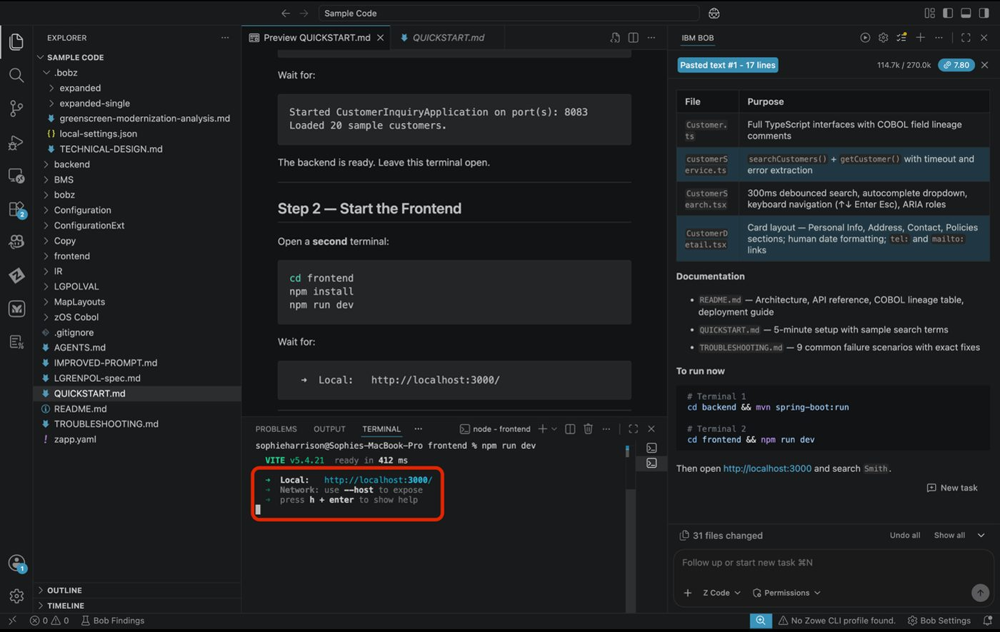 Sample Code
EXPLORER
SAMPLE CODE
.bobz
expanded
expanded-single
greenscreen-modernization-analysis.md
{} local-settings.json
TECHNICAL-DESIGN.md
backend
BMS
bobz
Configuration
ConfigurationExt
Copy
frontend
IR
LGPOLVAL
MapLayouts
zOS Cobol
.gitignore
AGENTS.md
IMPROVED-PROMPT.md
LGRENPOL-spec.md
QUICKSTART.md
README.md
TROUBLESHOOTING.md
! zapp.yaml
OUTLINE
TIMELINE
2
1
Preview QUICKSTART.md
QUICKSTART.md
Wait for:
Started CustomerInquiryApplication on port(s): 8083
Loaded 20 sample customers.
The backend is ready. Leave this terminal open.
Step 2 — Start the Frontend
Open a second terminal:
cd frontend
npm install
npm run dev
Wait for:
➜ Local: http://localhost:3000/
PROBLEMS OUTPUT TERMINAL ··· node - frontend
sophieharrison@Sophies-MacBook-Pro frontend % npm run dev
VITE v5.4.21 ready in 412 ms
➜ Local: http://localhost:3000/
➜ Network: use --host to expose
➜ press h + enter to show help
IBM BOB
Pasted text #1 - 17 lines 114.7k / 270.0k 7.80
File Purpose
Customer.
ts
Full TypeScript interfaces with COBOL field lineage
comments
customerS
ervice.ts
searchCustomers() + getCustomer() with timeout and
error extraction
CustomerS
earch.tsx
300ms debounced search, autocomplete dropdown,
keyboard navigation (↑↓ Enter Esc), ARIA roles
CustomerD
etail.tsx
Card layout — Personal Info, Address, Contact, Policies
sections; human date formatting; tel: and mailto:
links
Documentation
• README.md — Architecture, API reference, COBOL lineage table,
deployment guide
• QUICKSTART.md — 5-minute setup with sample search terms
• TROUBLESHOOTING.md — 9 common failure scenarios with exact fixes
To run now
# Terminal 1
cd backend && mvn spring-boot:run
# Terminal 2
cd frontend && npm run dev
Then open http://localhost:3000 and search Smith.
New task
31 files changed Undo all Show all
Follow up or start new task ⌘N
Z Code Permissions
0 0 Bob Findings
No Zowe CLI profile found. Bob Settings